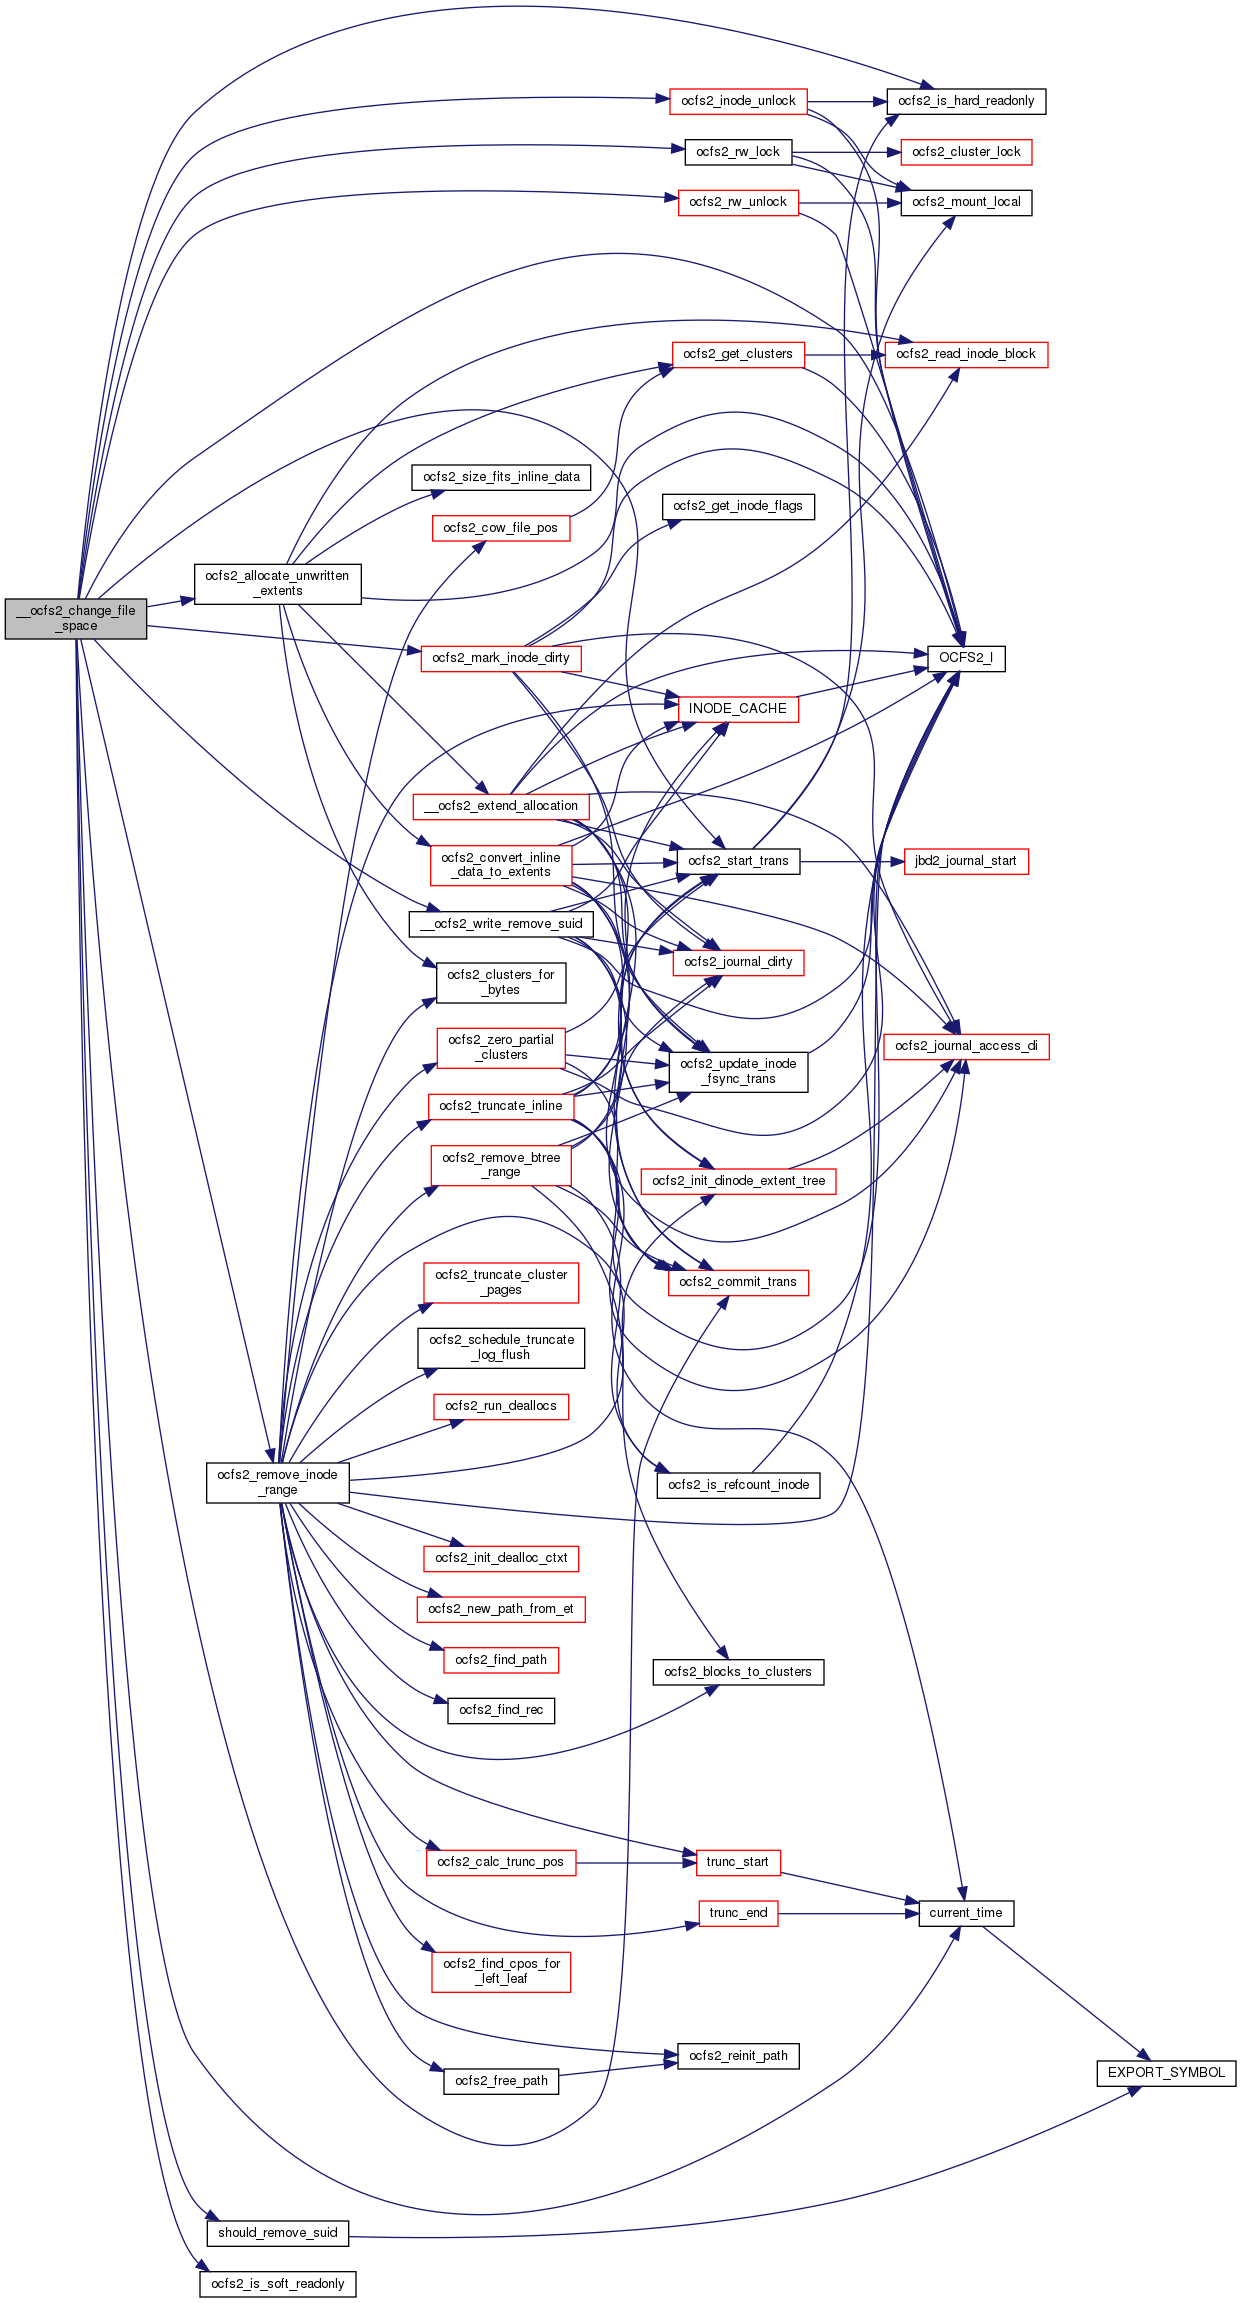 ocfs2_is_hard_readonly
ocfs2_inode_unlock
ocfs2_rw_lock
ocfs2_cluster_lock
ocfs2_rw_unlock
ocfs2_mount_local
ocfs2_get_clusters
ocfs2_read_inode_block
ocfs2_size_fits_inline_data
ocfs2_get_inode_flags
ocfs2_cow_file_pos
ocfs2_allocate_unwritten
_extents
__ocfs2_change_file
_space
ocfs2_mark_inode_dirty
OCFS2_I
INODE_CACHE
__ocfs2_extend_allocation
ocfs2_convert_inline
_data_to_extents
ocfs2_start_trans
jbd2_journal_start
__ocfs2_write_remove_suid
ocfs2_journal_dirty
ocfs2_clusters_for
_bytes
ocfs2_zero_partial
_clusters
ocfs2_journal_access_di
ocfs2_update_inode
_fsync_trans
ocfs2_truncate_inline
ocfs2_remove_btree
_range
ocfs2_init_dinode_extent_tree
ocfs2_truncate_cluster
_pages
ocfs2_commit_trans
ocfs2_schedule_truncate
_log_flush
ocfs2_run_deallocs
ocfs2_remove_inode
_range
ocfs2_is_refcount_inode
ocfs2_init_dealloc_ctxt
ocfs2_new_path_from_et
ocfs2_find_path
ocfs2_blocks_to_clusters
ocfs2_find_rec
ocfs2_calc_trunc_pos
trunc_start
trunc_end
current_time
ocfs2_find_cpos_for
_left_leaf
ocfs2_reinit_path
ocfs2_free_path
EXPORT_SYMBOL
should_remove_suid
ocfs2_is_soft_readonly